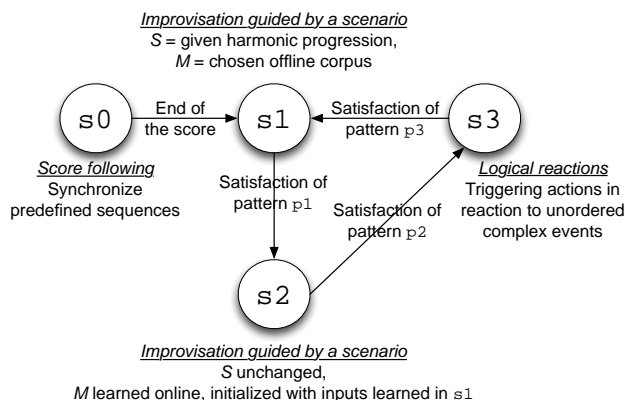 Improvisation guided by a scenario
S = given harmonic progression,
M = chosen offline corpus
s0
End of
the score
s1
Satisfaction of
pattern p3
s3
Score following
Synchronize
predefined sequences
Satisfaction of
pattern p1
Satisfaction of
pattern p2
Logical reactions
Triggering actions in
reaction to unordered
complex events
s2
Improvisation guided by a scenario
S unchanged,
M learned online, initialized with inputs learned in s1